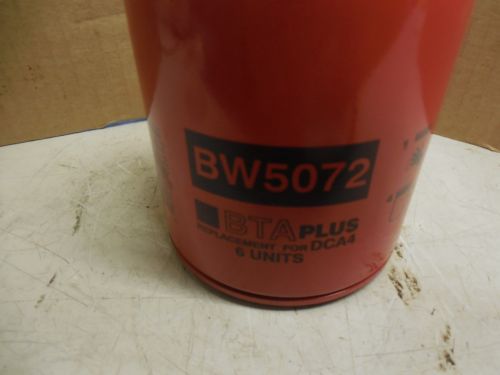 BW5072
BTA PLUS
REPLACEMENT FOR DCA4
6 UNITS